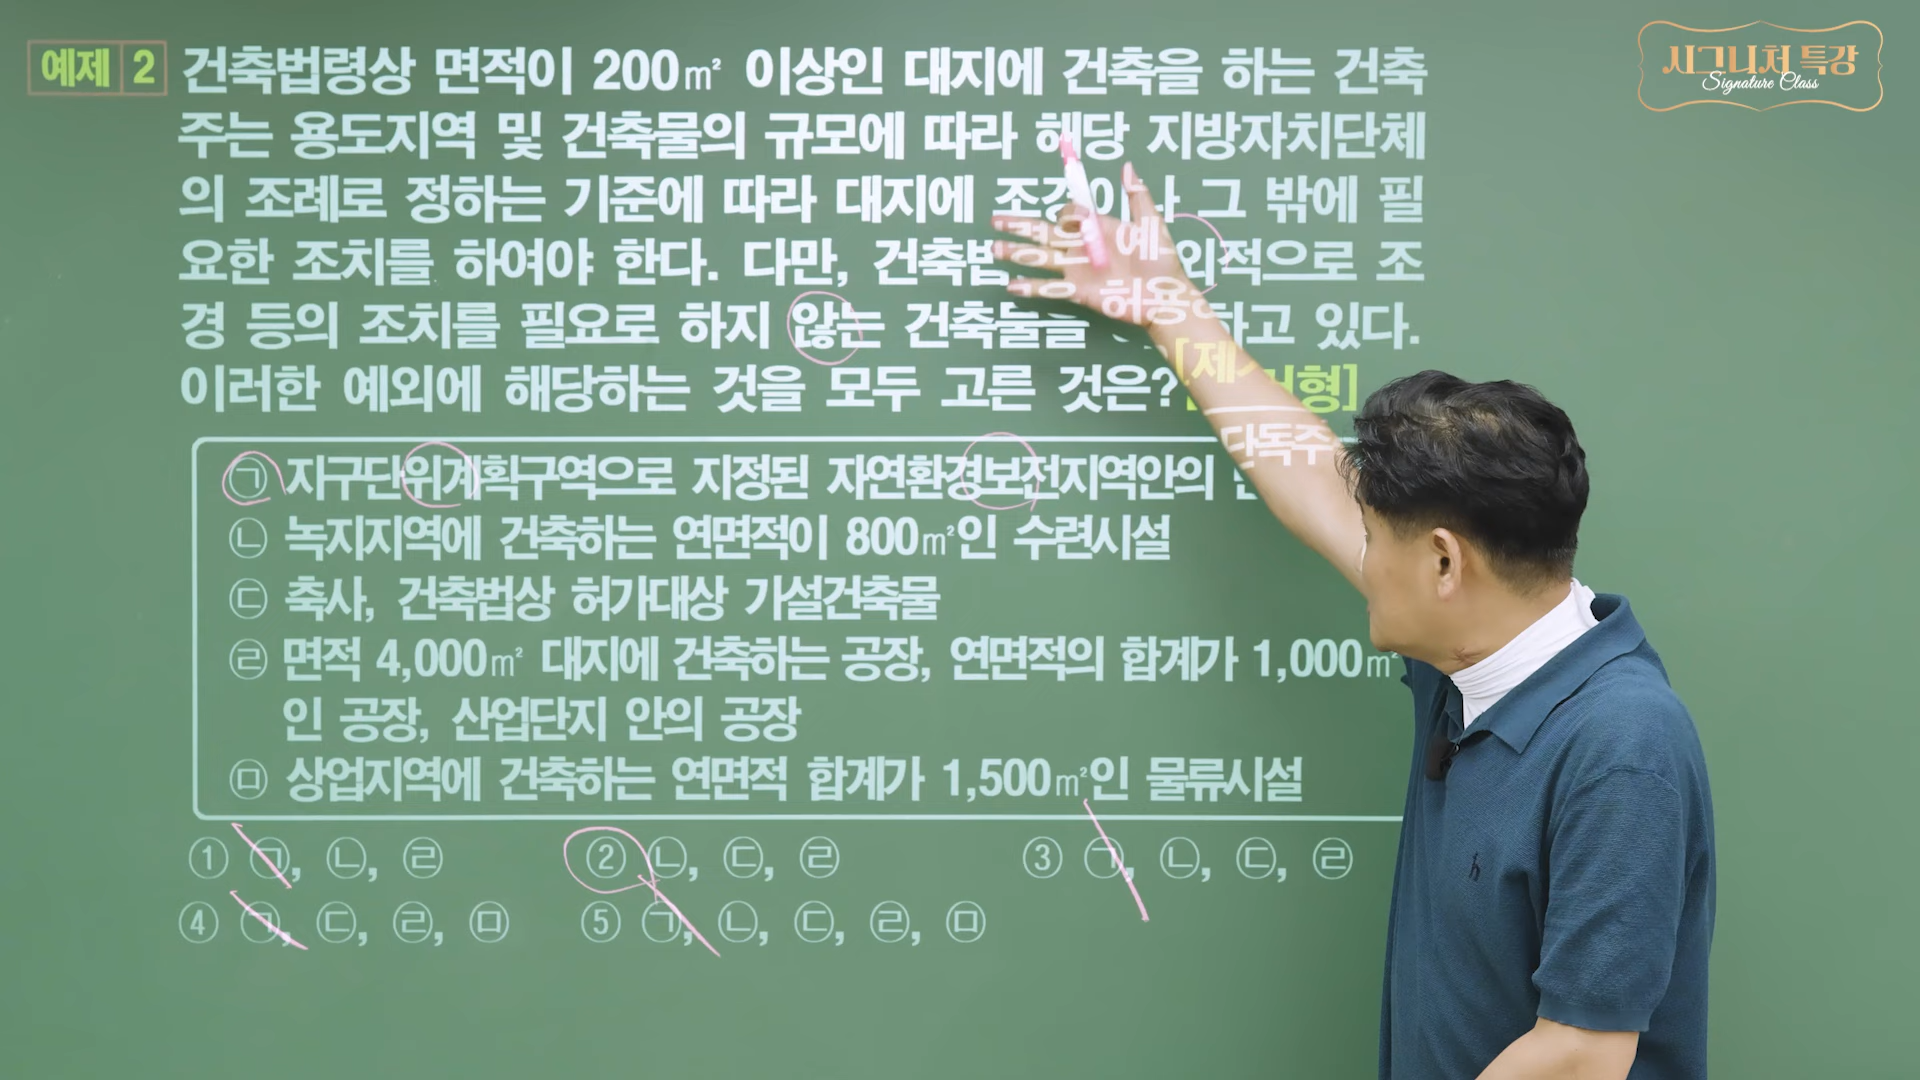 시그니처 특강
Signature Class
예제 2 건축법령상 면적이 200㎡ 이상인 대지에 건축을 하는 건축
주는 용도지역 및 건축물의 규모에 따라 해당 지방자치단체
의 조례로 정하는 기준에 따라 대지에 조경이나 그 밖에 필
요한 조치를 하여야 한다. 다만, 건축법령은 예외적으로 조
경 등의 조치를 필요로 하지 않는 건축물을 허용하고 있다.
이러한 예외에 해당하는 것을 모두 고른 것은?
㉠ 지구단위계획구역으로 지정된 자연환경보전지역안의 단독주
㉡ 녹지지역에 건축하는 연면적이 800㎡인 수련시설
㉢ 축사, 건축법상 허가대상 가설건축물
㉣ 면적 4,000㎡ 대지에 건축하는 공장, 연면적의 합계가 1,000㎡
인 공장, 산업단지 안의 공장
㉤ 상업지역에 건축하는 연면적 합계가 1,500㎡인 물류시설
① ㉠, ㉡, ㉣ ② ㉡, ㉢, ㉣ ③ ㉠, ㉡, ㉢, ㉣
④ ㉠, ㉢, ㉣, ㉤ ⑤ ㉠, ㉡, ㉢, ㉣, ㉤